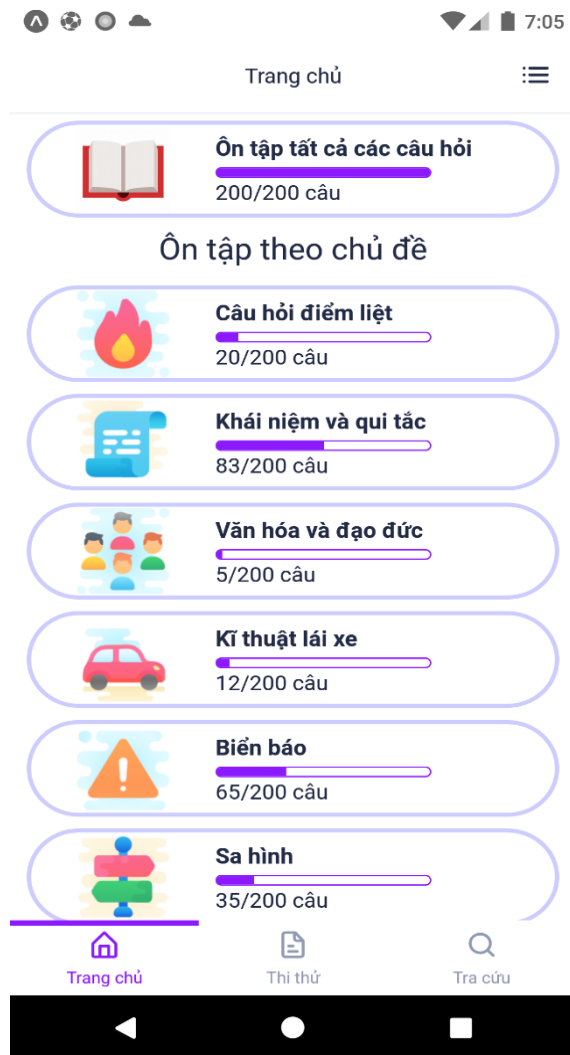 7:05
Trang chủ
Ôn tập tất cả các câu hỏi
200/200 câu
Ôn tập theo chủ đề
Câu hỏi điểm liệt
20/200 câu
Khái niệm và qui tắc
83/200 câu
Văn hóa và đạo đức
5/200 câu
Kĩ thuật lái xe
12/200 câu
Biển báo
65/200 câu
Sa hình
35/200 câu
Trang chủ
Thi thử
Tra cứu